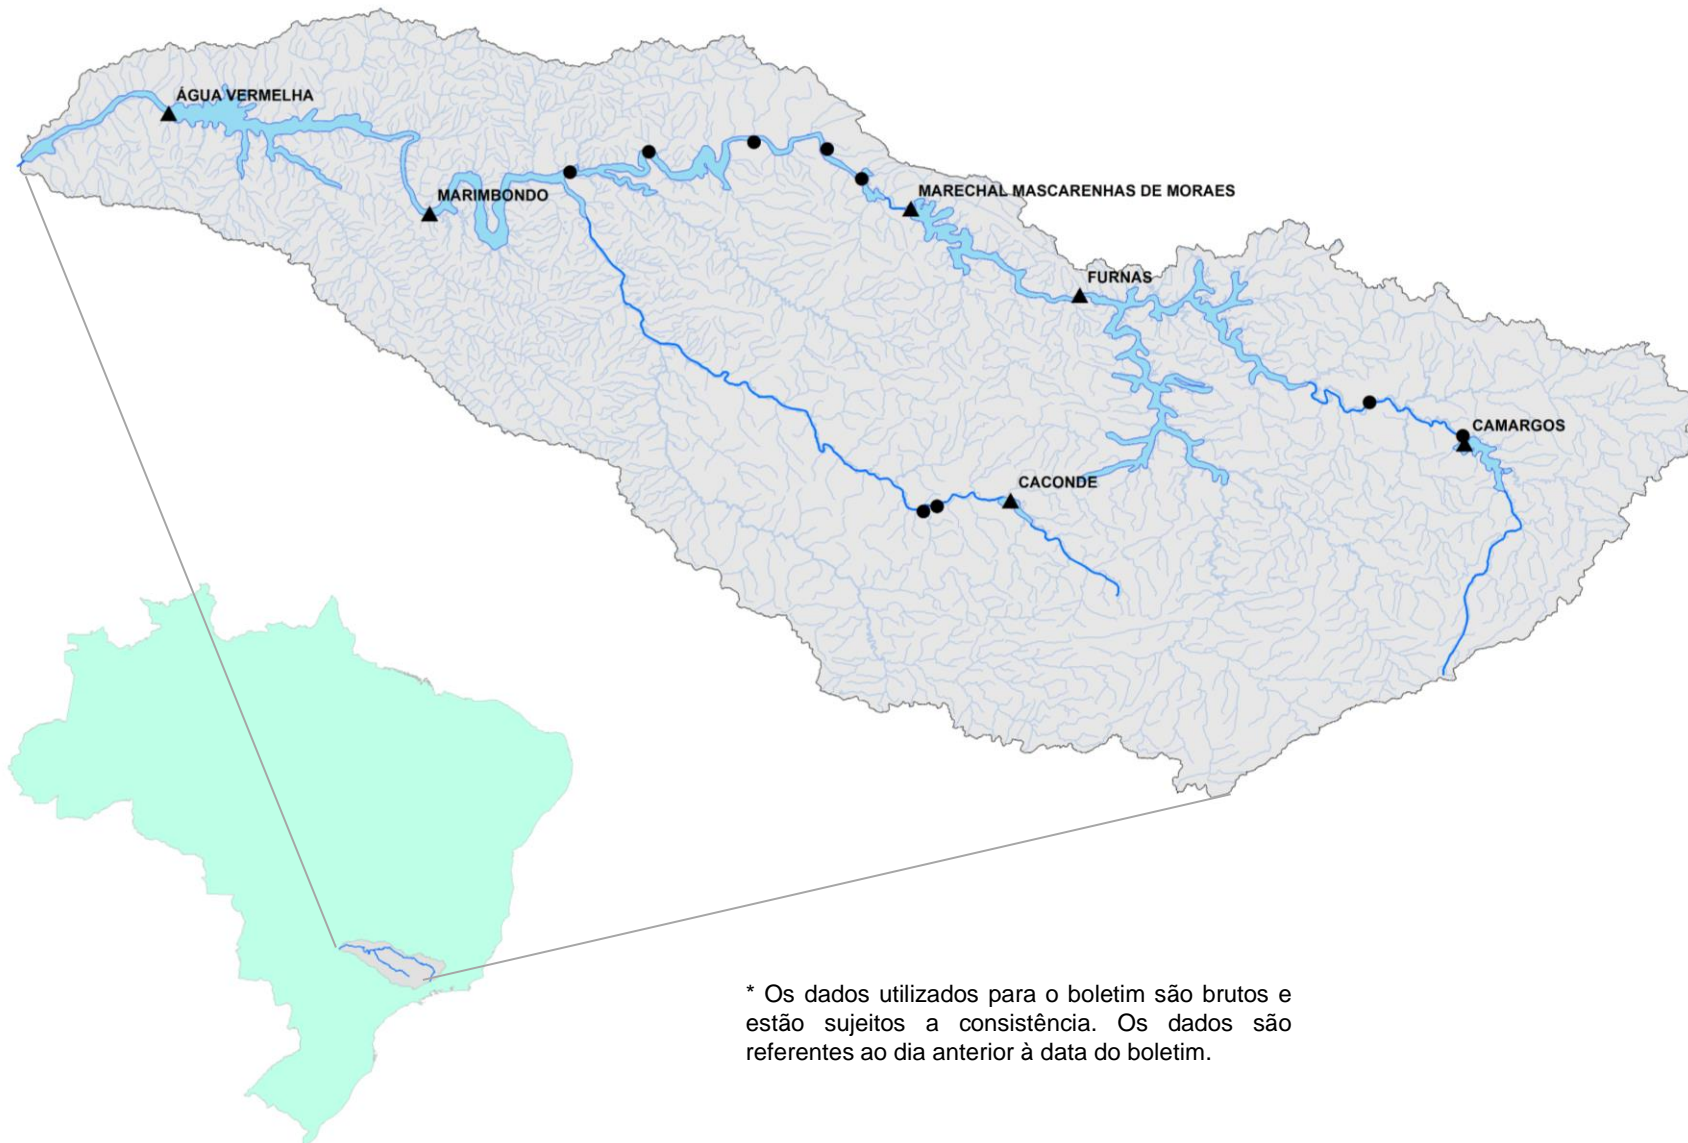 ÁGUA VERMELHA
MARIMBONDO
MARECHAL MASCARENHAS DE MORAES
FURNAS
CAMARGOS
CACONDE
* Os dados utilizados para o boletim são brutos e
estão sujeitos a consistência. Os dados são
referentes ao dia anterior à data do boletim.